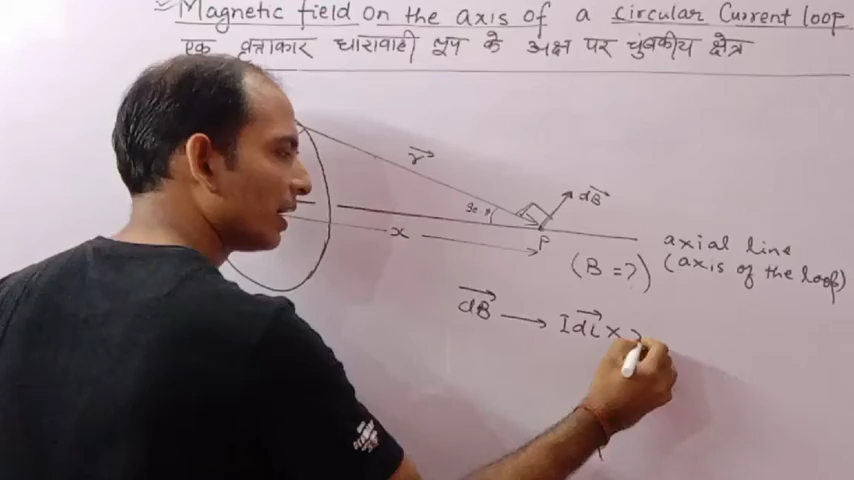 Magnetic field on the axis of a circular current loop
एक वृत्ताकार धारावाही लूप के अक्ष पर चुंबकीय क्षेत्र
r⃗
dB⃗
90-θ
x
P
axial line
(axis of the loop)
(B =?)
dB⃗ → Idl⃗ ×